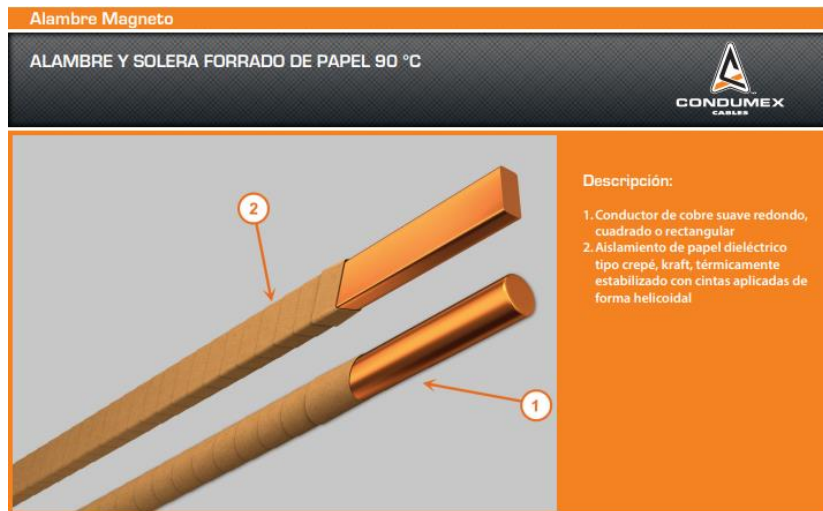 Alambre Magneto
ALAMBRE Y SOLERA FORRADO DE PAPEL 90 °C
CONDUMEX
CABLES
2
1
Descripción:
1. Conductor de cobre suave redondo,
cuadrado o rectangular
2. Aislamiento de papel dieléctrico
tipo crepé, kraft, térmicamente
estabilizado con cintas aplicadas de
forma helicoidal